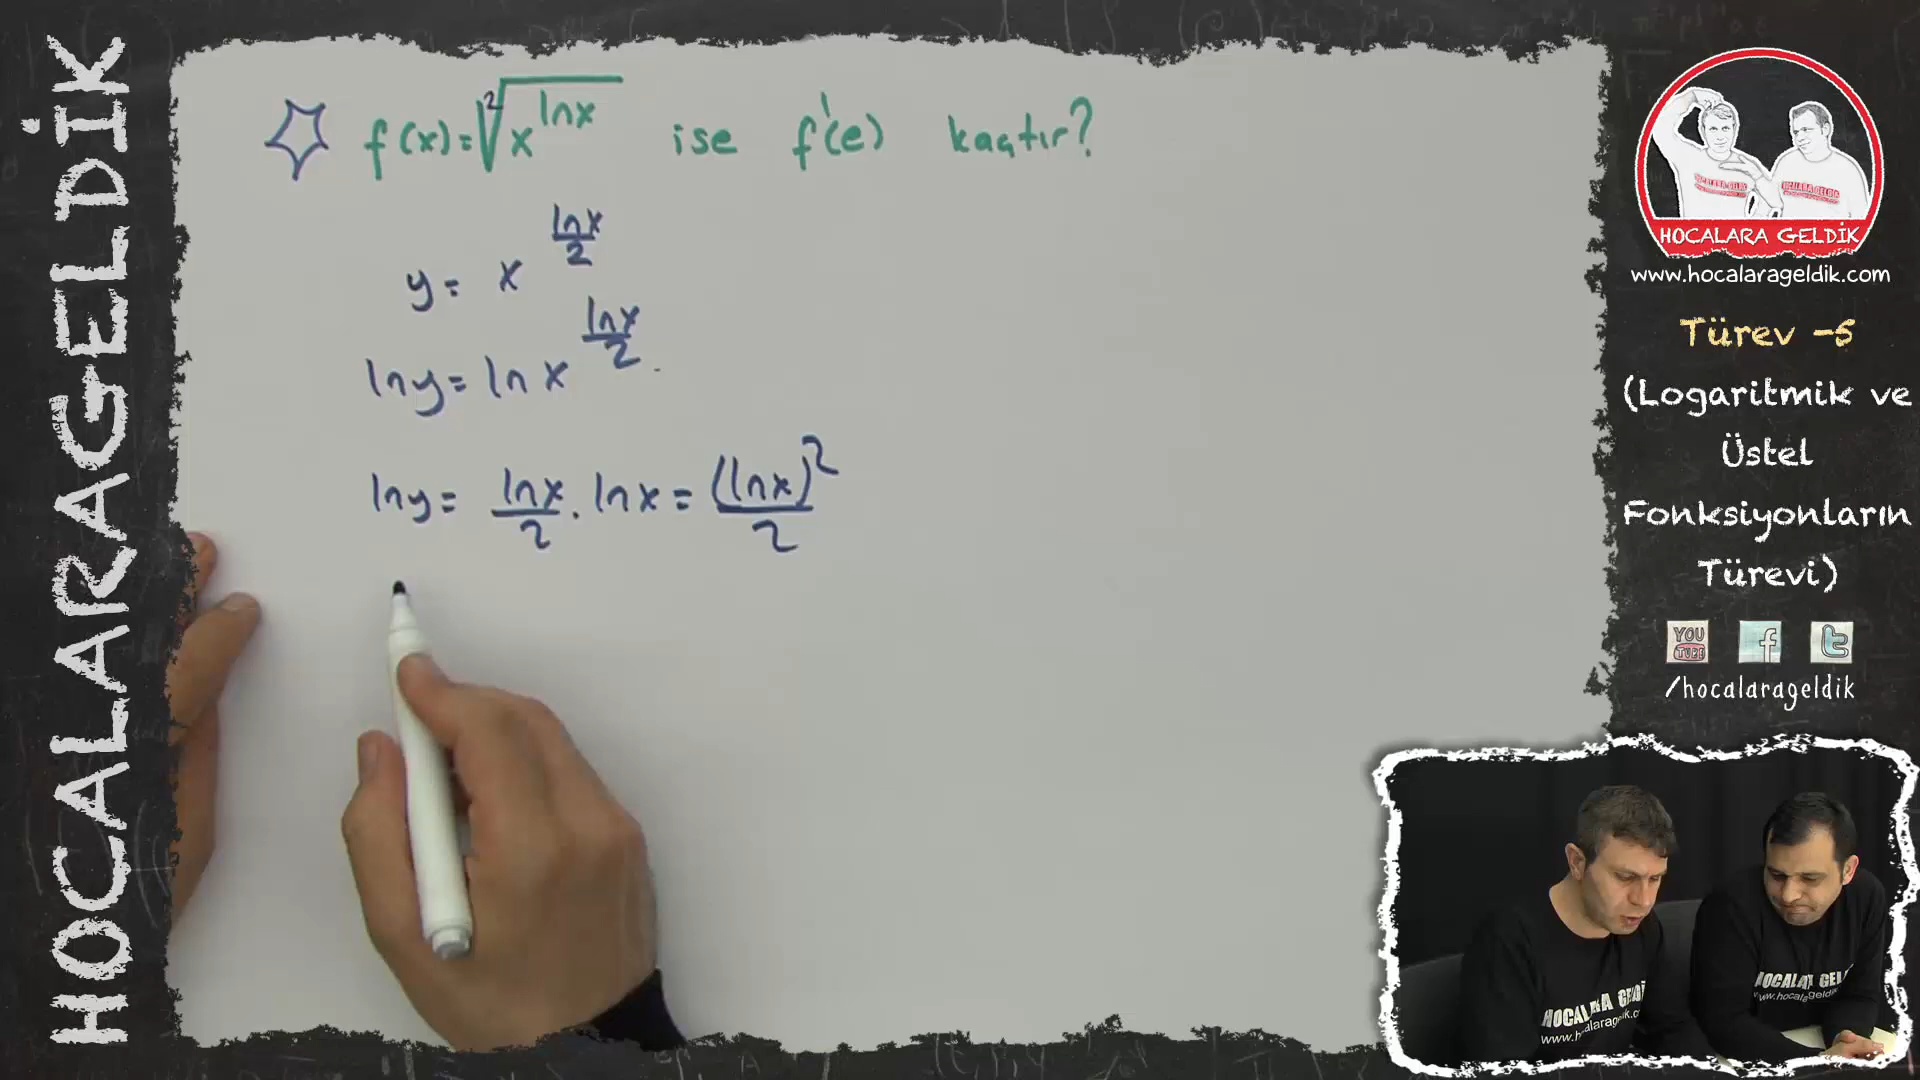 HOCALARAGELDİK
f(x)=²√x^lnx ise f'(e) kaçtır?
y = x^(lnx/2)
lny = ln x^(lnx/2)
lny = lnx/2 . lnx = (lnx)²/2
HOCALARA GELDİK
www.hocalarageldik.com
Türev -5
(Logaritmik ve
Üstel
Fonksiyonların
Türevi)
YOU
f
t
/hocalarageldik